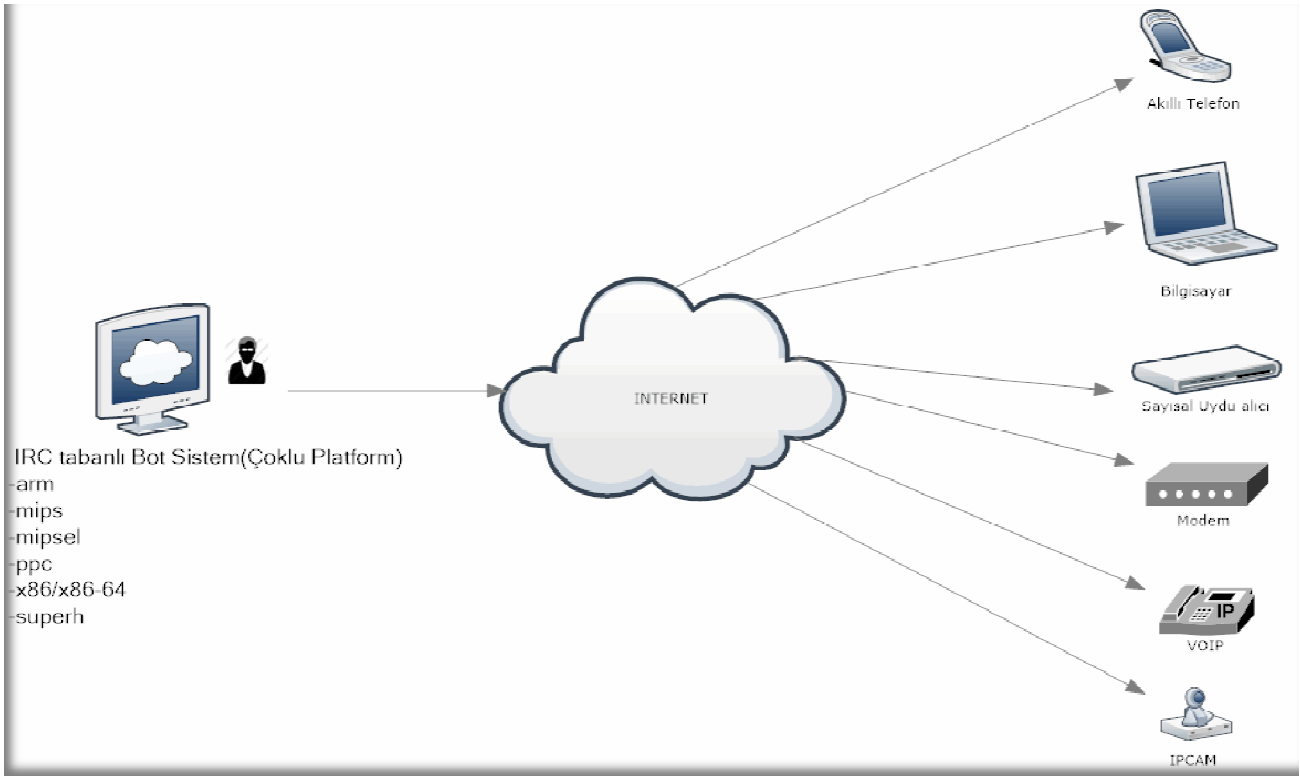 Akıllı Telefon
Bilgisayar
INTERNET
Sayısal Uydu alıcı
IRC tabanlı Bot Sistem(Çoklu Platform)
-arm
-mips
-mipsel
-ppc
-x86/x86-64
-superh
Modem
IP
VOIP
IPCAM